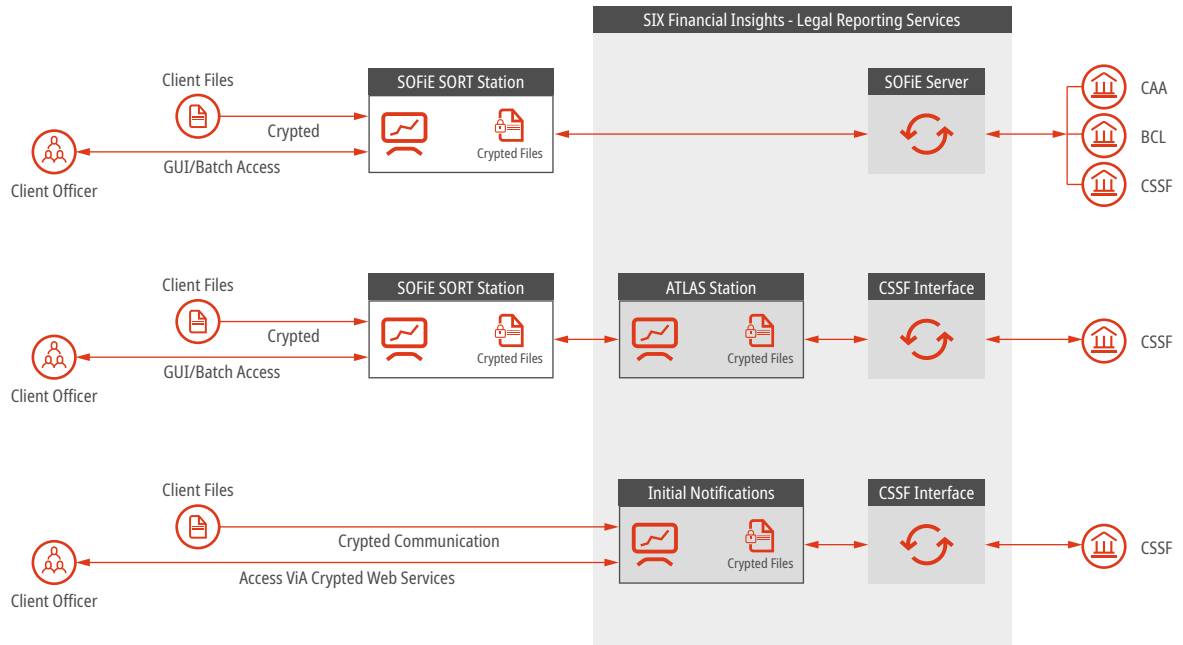 SIX Financial Insights - Legal Reporting Services
Client Files
SOFiE SORT Station
SOFiE Server
CAA
Crypted
BCL
Crypted Files
GUI/Batch Access
Client Officer
CSSF
Client Files
SOFiE SORT Station
ATLAS Station
CSSF Interface
Crypted
CSSF
Crypted Files
Crypted Files
GUI/Batch Access
Client Officer
Client Files
Initial Notifications
CSSF Interface
Crypted Communication
CSSF
Crypted Files
Access ViA Crypted Web Services
Client Officer